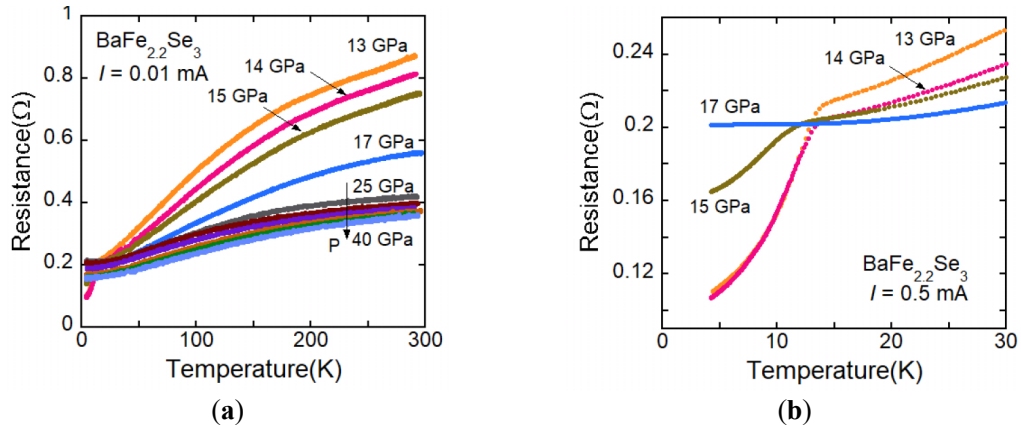 BaFe2.2Se3
I = 0.01 mA
13 GPa
14 GPa
15 GPa
17 GPa
25 GPa
P
40 GPa
Resistance(Ω)
1
0.8
0.6
0.4
0.2
0
0 100 200 300
Temperature(K)
(a)
13 GPa
14 GPa
17 GPa
15 GPa
BaFe2.2Se3
I = 0.5 mA
Resistance(Ω)
0.24
0.2
0.16
0.12
0 5 10 15 20 25 30
Temperature(K)
(b)